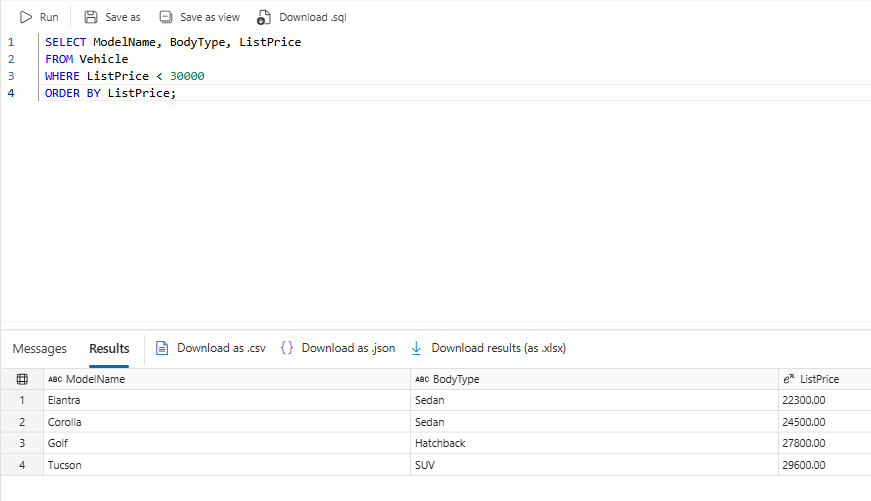 Run Save as Save as view Download .sql
1 SELECT ModelName, BodyType, ListPrice
2 FROM Vehicle
3 WHERE ListPrice < 30000
4 ORDER BY ListPrice;
Messages Results Download as .csv {} Download as .json Download results (as .xlsx)
ABC ModelName ABC BodyType eˣ ListPrice
1 Elantra Sedan 22300.00
2 Corolla Sedan 24500.00
3 Golf Hatchback 27800.00
4 Tucson SUV 29600.00